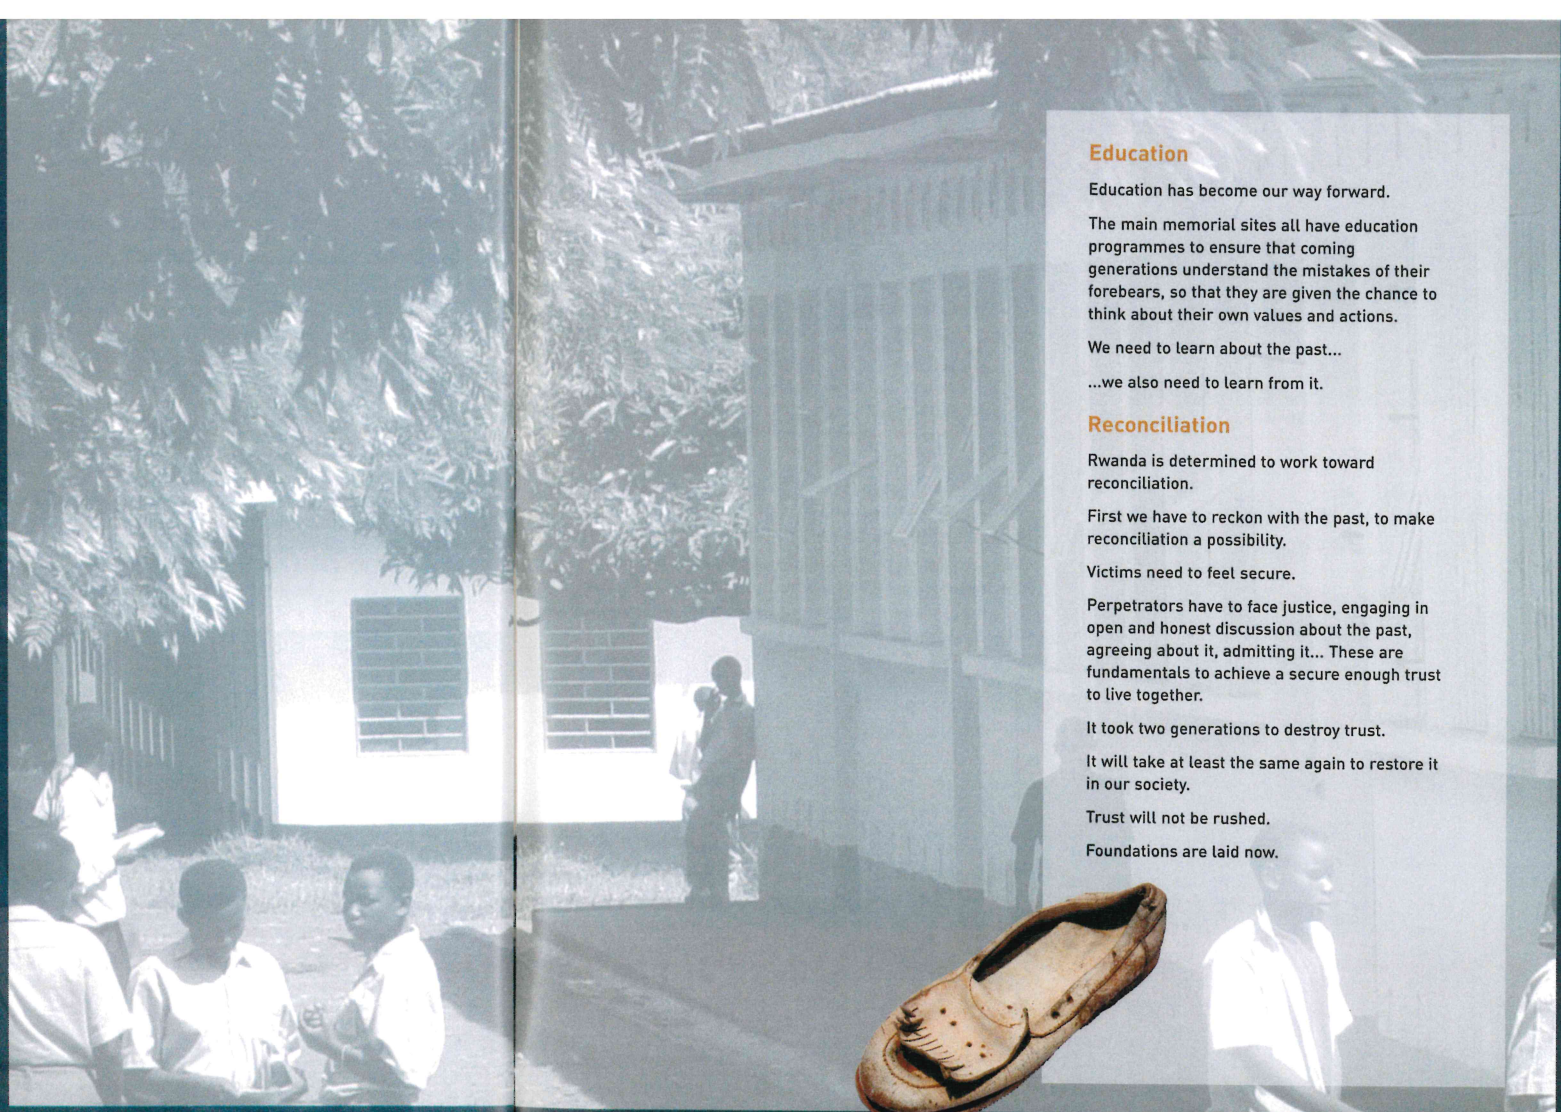 Education
Education has become our way forward.
The main memorial sites all have education
programmes to ensure that coming
generations understand the mistakes of their
forebears, so that they are given the chance to
think about their own values and actions.
We need to learn about the past...
...we also need to learn from it.
Reconciliation
Rwanda is determined to work toward
reconciliation.
First we have to reckon with the past, to make
reconciliation a possibility.
Victims need to feel secure.
Perpetrators have to face justice, engaging in
open and honest discussion about the past,
agreeing about it, admitting it... These are
fundamentals to achieve a secure enough trust
to live together.
It took two generations to destroy trust.
It will take at least the same again to restore it
in our society.
Trust will not be rushed.
Foundations are laid now.